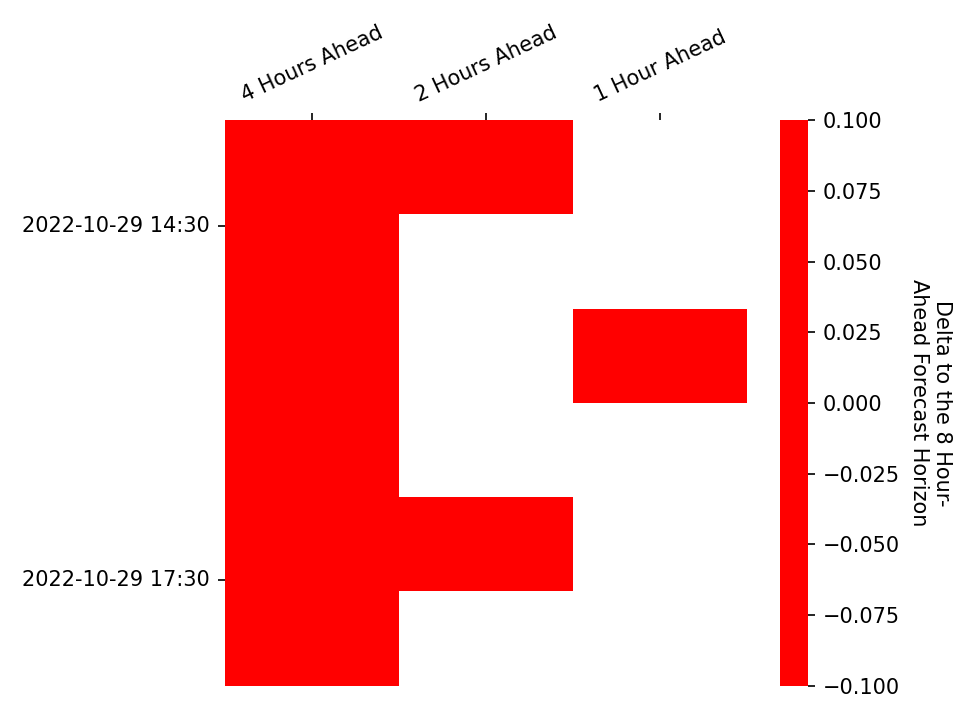 4 Hours Ahead
2 Hours Ahead
1 Hour Ahead
2022-10-29 14:30
2022-10-29 17:30
0.100
0.075
0.050
0.025
0.000
−0.025
−0.050
−0.075
−0.100
Delta to the 8 Hour-
Ahead Forecast Horizon